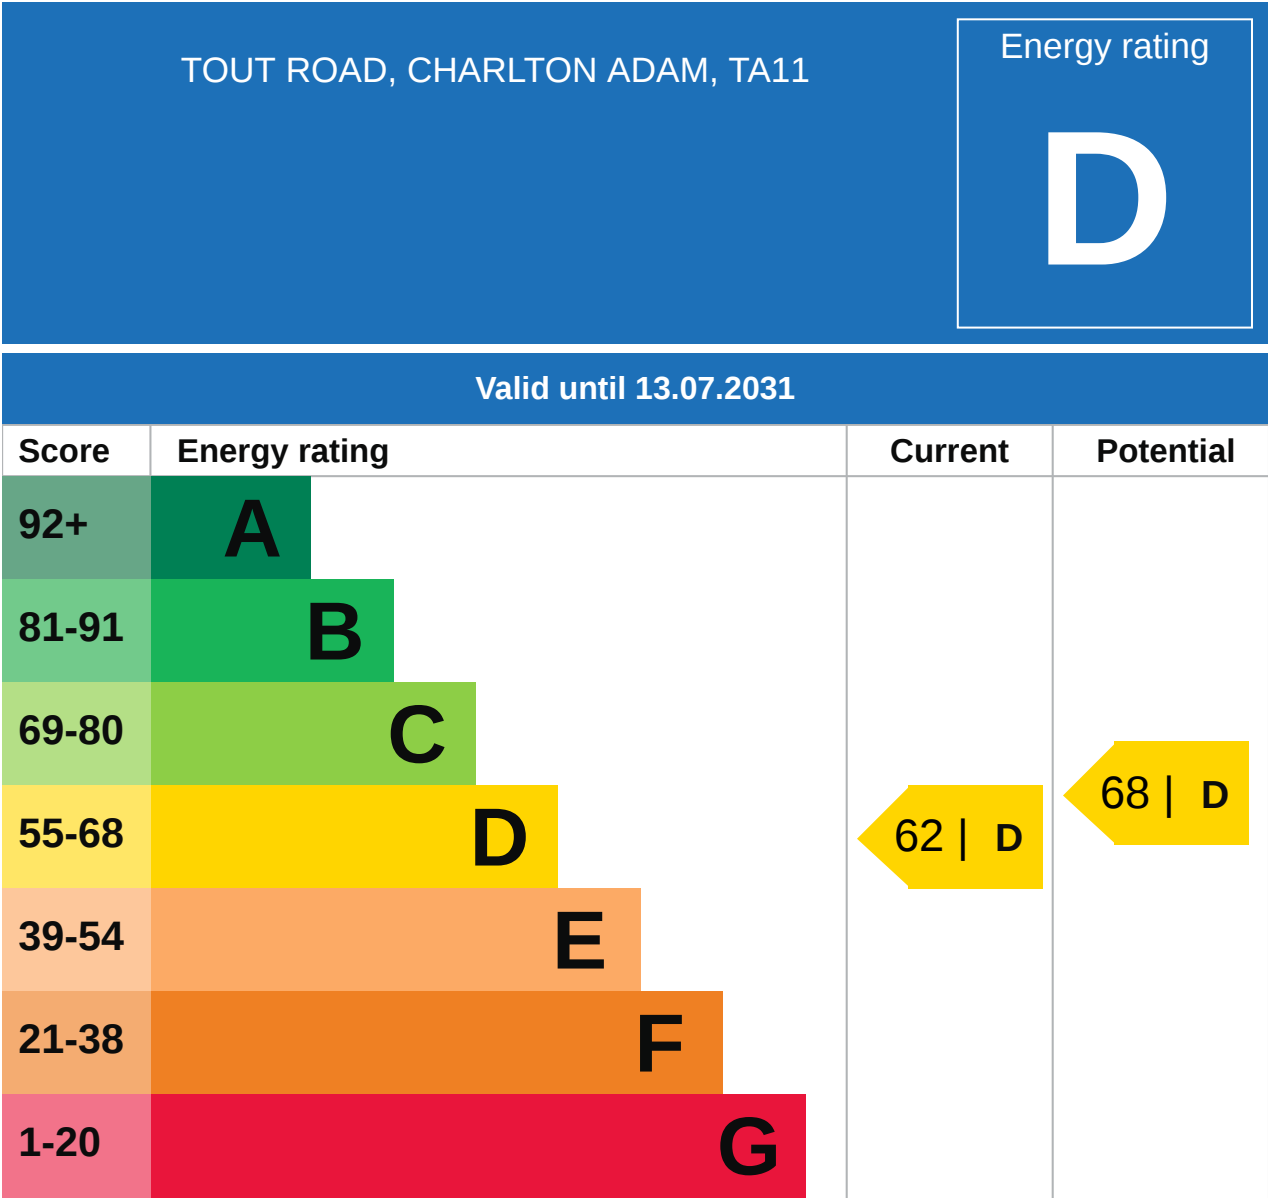 TOUT ROAD, CHARLTON ADAM, TA11
Energy rating
D
Valid until 13.07.2031
Score Energy rating Current Potential
92+ A
81-91 B
69-80 C
68 | D
55-68 D
62 | D
39-54 E
21-38 F
1-20 G